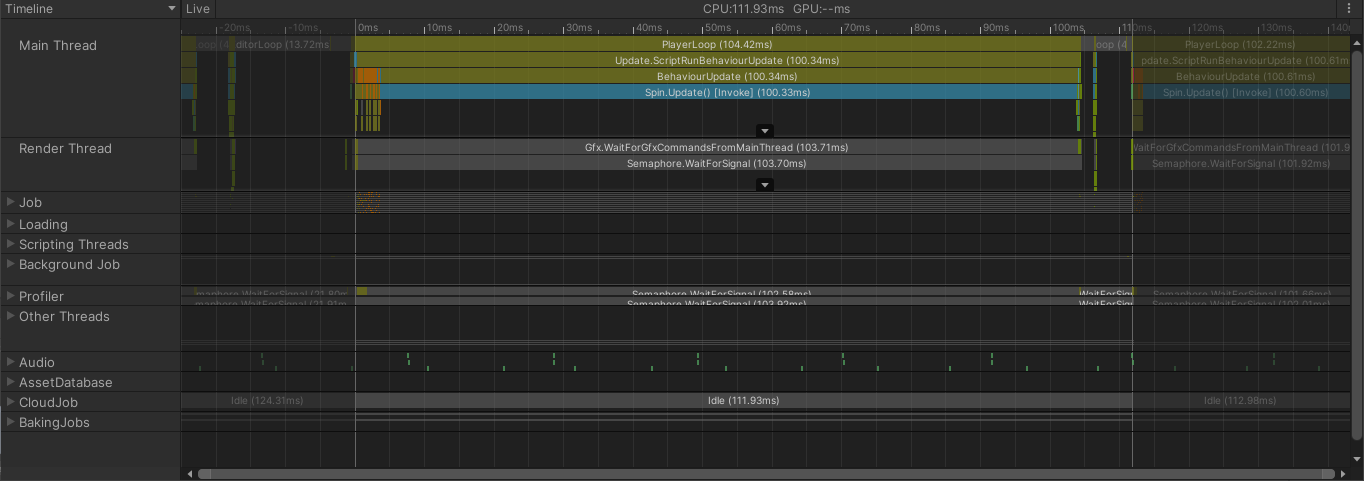 Timeline Live CPU:111.93ms GPU:--ms
-20ms -10ms 0ms 10ms 20ms 30ms 40ms 50ms 60ms 70ms 80ms 90ms 100ms 110ms 120ms 130ms 140
Main Thread
ditorLoop (13.72ms PlayerLoop (104.42ms) oop (4 PlayerLoop (102.22ms)
Update.ScriptRunBehaviourUpdate (100.34ms) pdate.ScriptRunBehaviourUpdate (100.61m
BehaviourUpdate (100.34ms) BehaviourUpdate (100.61ms)
Spin.Update() [Invoke] (100.33ms) Spin.Update() [Invoke] (100.60ms)
Render Thread
Gfx.WaitForGfxCommandsFromMainThread (103.71ms) WaitForGfxCommandsFromMainThread (101.9
Semaphore.WaitForSignal (103.70ms) Semaphore.WaitForSignal (101.92ms)
Job
Loading
Scripting Threads
Background Job
Profiler
maphore.WaitForSignal (21.80m Semaphore.WaitForSignal (102.58ms) WaitForSig Semaphore.WaitForSignal (101.66ms)
maphore.WaitForSignal (21.91m Semaphore.WaitForSignal (103.92ms) WaitForSig Semaphore.WaitForSignal (102.01ms)
Other Threads
Audio
AssetDatabase
CloudJob
Idle (124.31ms) Idle (111.93ms) Idle (112.98ms)
BakingJobs